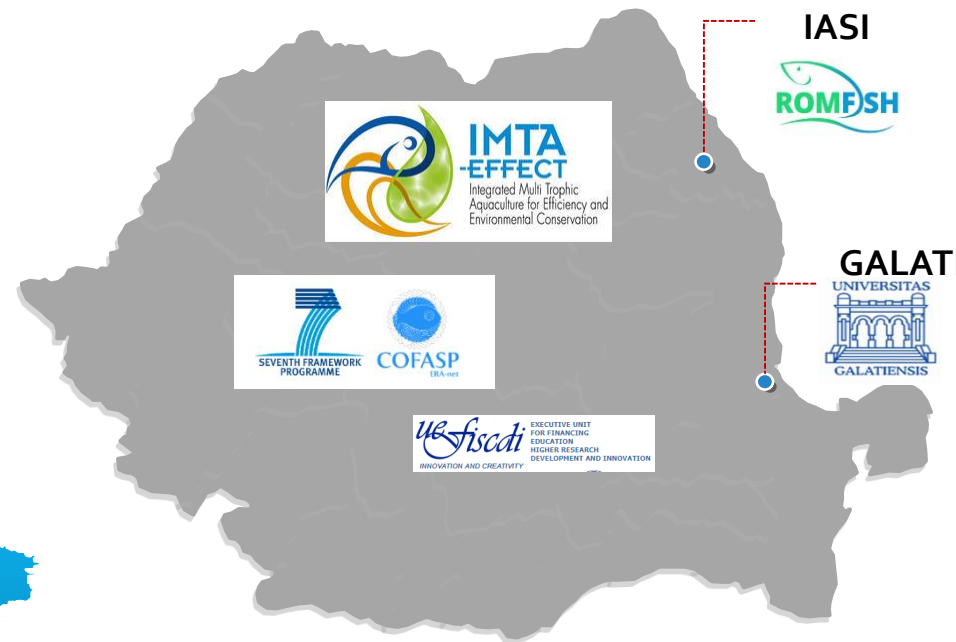 IASI
ROMFISH
IMTA
-EFFECT
Integrated Multi Trophic
Aquaculture for Efficiency and
Environmental Conservation
GALATI
UNIVERSITAS
GALATIENSIS
7
SEVENTH FRAMEWORK
PROGRAMME
COFASP
ERA-net
uefiscdi
INNOVATION AND CREATIVITY
EXECUTIVE UNIT
FOR FINANCING
EDUCATION
HIGHER RESEARCH
DEVELOPMENT AND INNOVATION